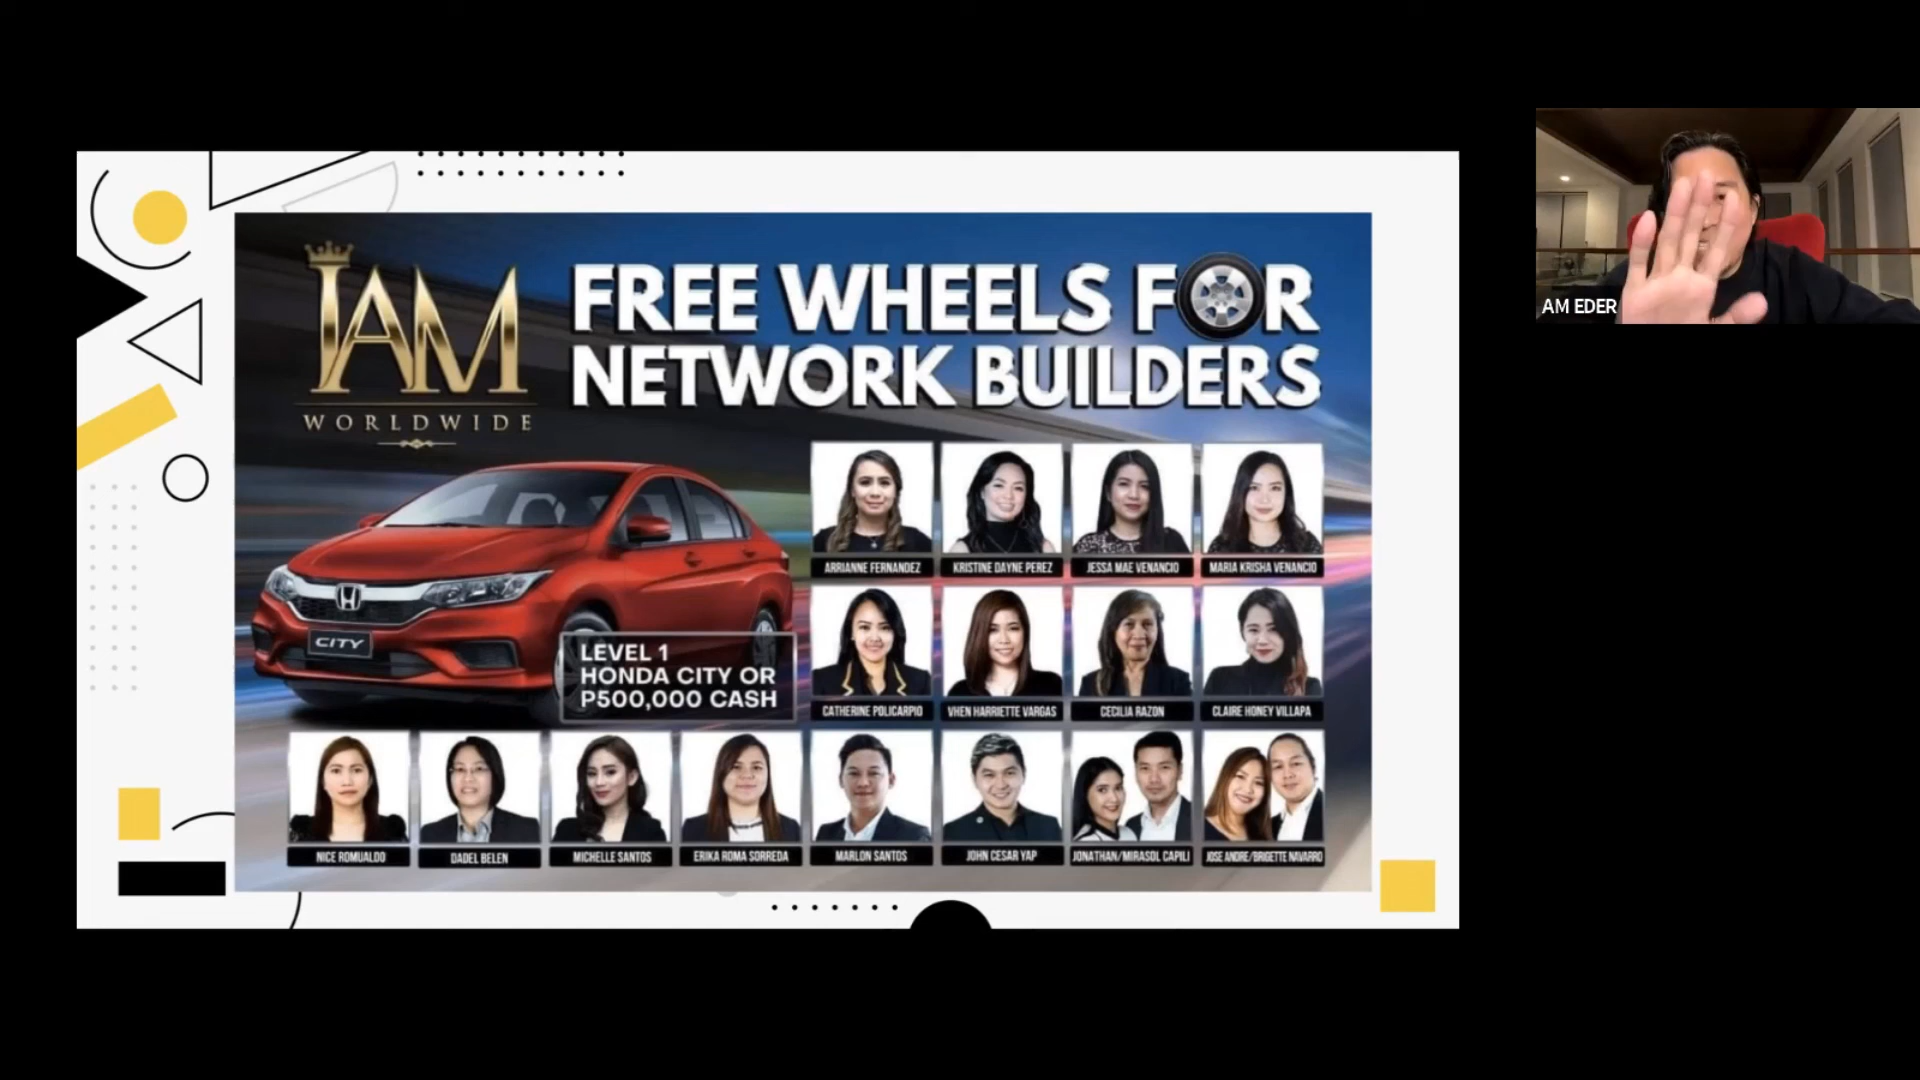 IAM
WORLDWIDE
FREE WHEELS FOR
NETWORK BUILDERS
ARRIANNE FERNANDEZ
KRISTINE DAYNE PEREZ
JESSA MAE VENANCIO
MARIA KRISHA VENANCIO
CITY
LEVEL 1
HONDA CITY OR
P500,000 CASH
CATHERINE POLICARPIO
VHEN HARRIETTE VARGAS
CECILIA RAZON
CLAIRE HONEY VILLAPA
NICE ROMUALDO
DADEL BELEN
MICHELLE SANTOS
ERIKA ROMA SORREDA
MARLON SANTOS
JOHN CESAR YAP
JONATHAN/MIRASOL CAPILI
JOSE ANDRE/BRIGETTE NAVARRO
AM EDER